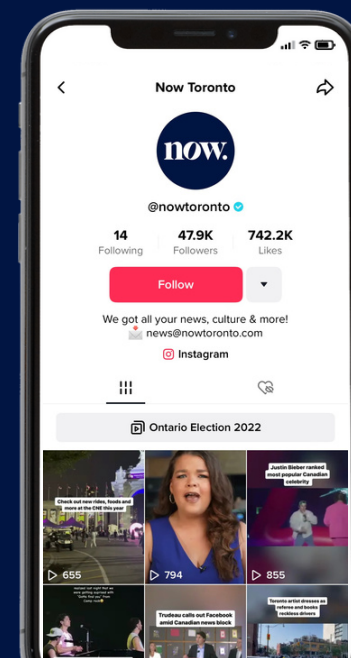 Now Toronto
now.
@nowtoronto
14
Following
47.9K
Followers
742.2K
Likes
Follow
We got all your news, culture & more!
news@nowtoronto.com
Instagram
Ontario Election 2022
Check out new rides, foods and
more at the CNE this year
655
794
Justin Bieber ranked
most popular Canadian
celebrity
855
Trudeau calls out Facebook
amid Canadian news block
Toronto artist dresses as
referee and books
reckless drivers